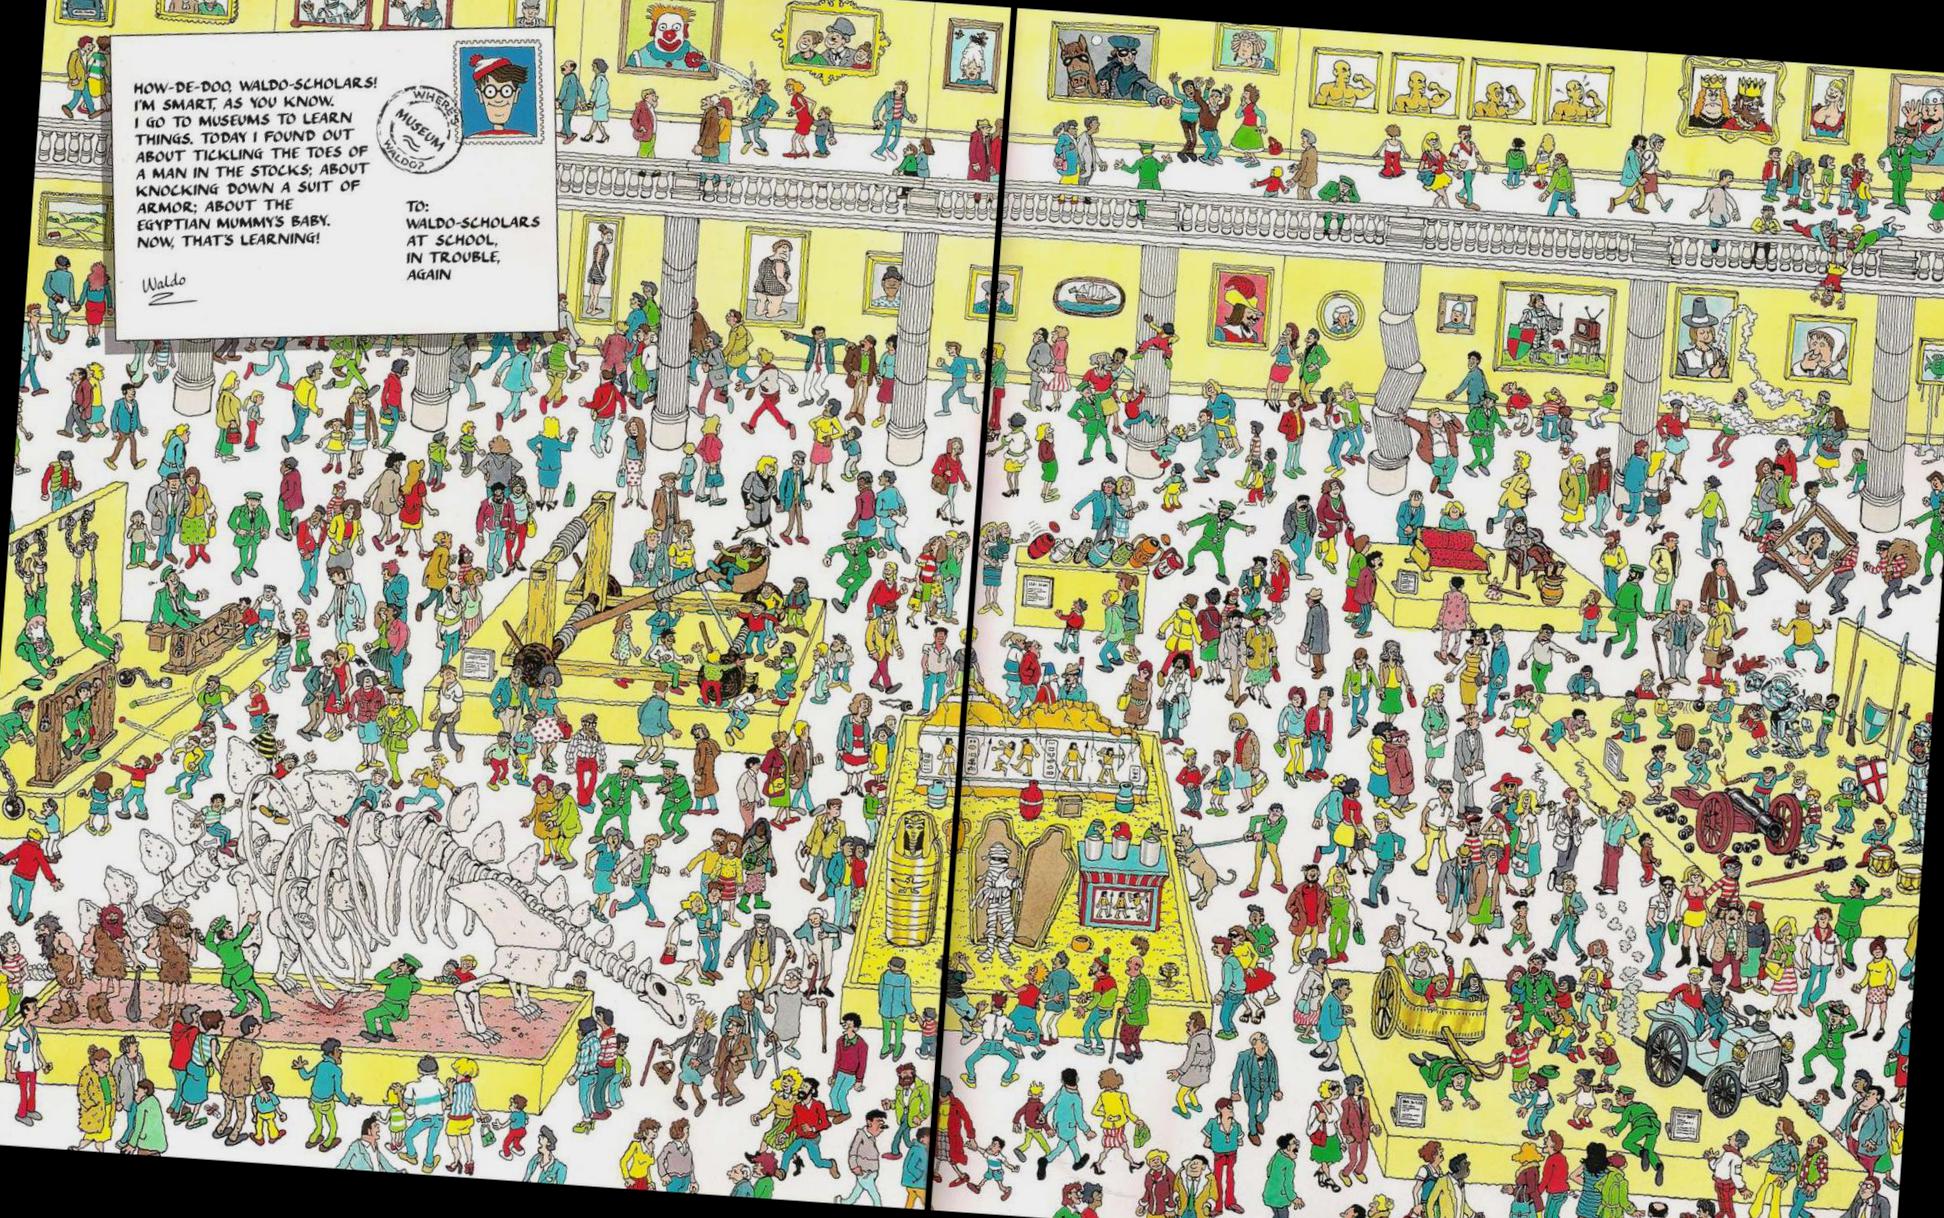 HOW-DE-DOO, WALDO-SCHOLARS!
I'M SMART, AS YOU KNOW.
I GO TO MUSEUMS TO LEARN
THINGS. TODAY I FOUND OUT
ABOUT TICKLING THE TOES OF
A MAN IN THE STOCKS; ABOUT
KNOCKING DOWN A SUIT OF
ARMOR; ABOUT THE
EGYPTIAN MUMMY'S BABY.
NOW, THAT'S LEARNING!
Waldo
WHERE'S
MUSEUM
WALDO?
TO:
WALDO-SCHOLARS
AT SCHOOL,
IN TROUBLE,
AGAIN